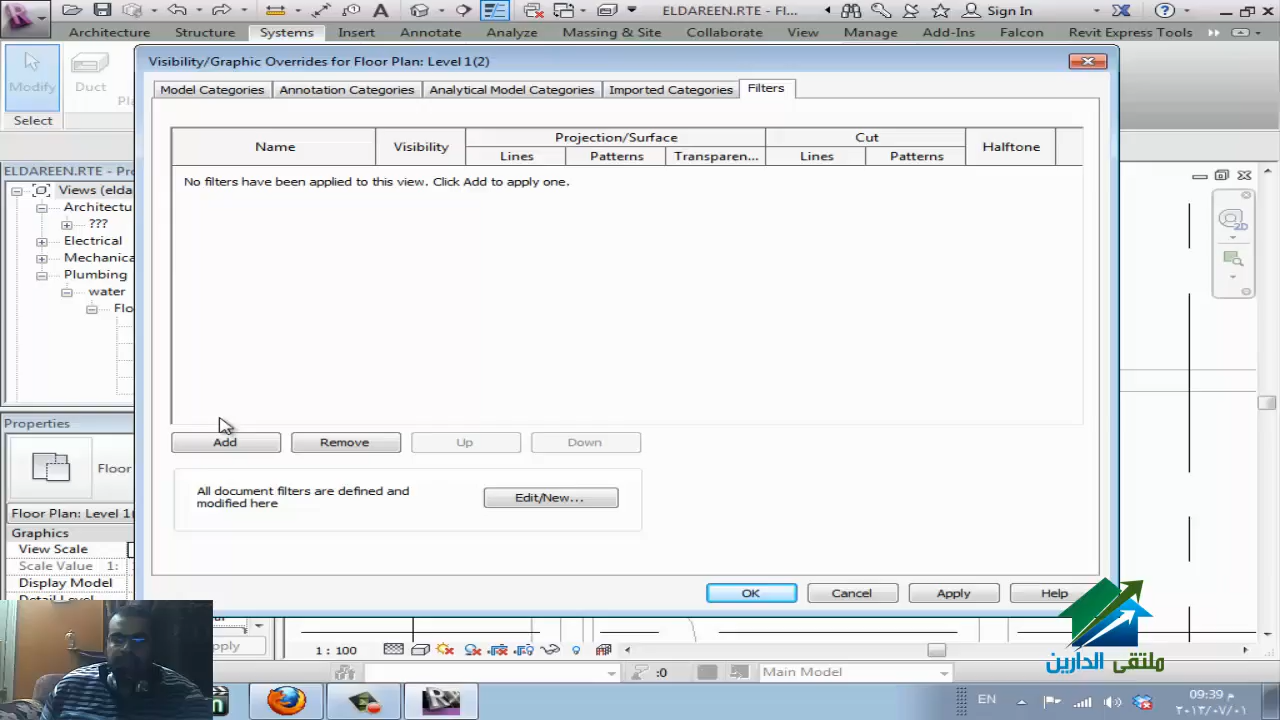 ELDAREEN.RTE - Fl...
Sign In
Architecture Structure Systems Insert Annotate Analyze Massing & Site Collaborate View Manage Add-Ins Falcon Revit Express Tools
Modify
Duct
Select
Visibility/Graphic Overrides for Floor Plan: Level 1(2)
Model Categories Annotation Categories Analytical Model Categories Imported Categories Filters
Name Visibility Projection/Surface Cut Halftone
Lines Patterns Transparen... Lines Patterns
No filters have been applied to this view. Click Add to apply one.
Add Remove Up Down
All document filters are defined and
modified here
Edit/New...
OK Cancel Apply Help
ELDAREEN.RTE - Pr
Views (elda
Architectu
???
Electrical
Mechanica
Plumbing
water
Flo
Properties
Floor
Floor Plan: Level 1(
Graphics
View Scale
Scale Value 1:
Display Model
1 : 100
:0
Main Model
ملتقى الدارين
EN
09:39 م
٢٠١٣/٠٧/٠١